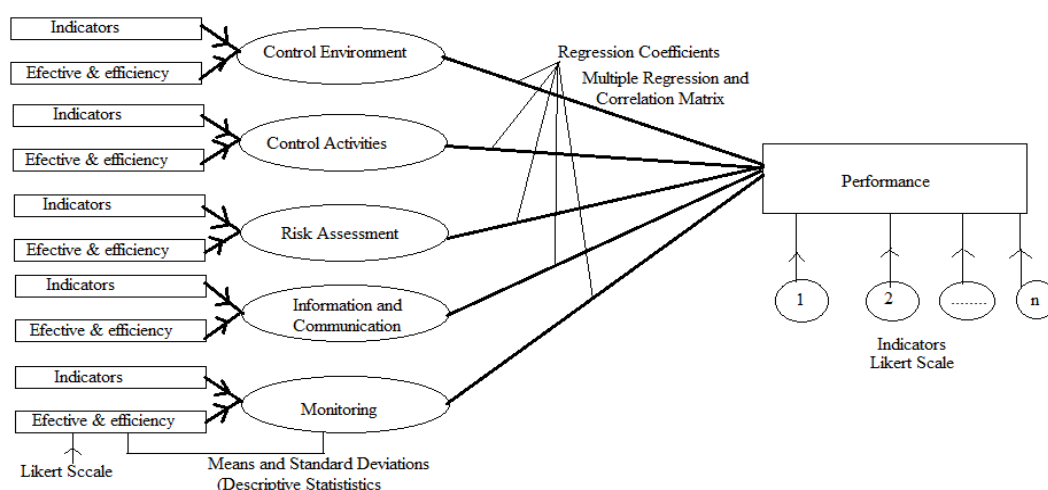 Indicators
Efective & efficiency
Control Environment
Indicators
Efective & efficiency
Control Activities
Indicators
Efective & efficiency
Risk Assessment
Indicators
Efective & efficiency
Information and
Communication
Indicators
Efective & efficiency
Monitoring
Likert Sccale
Means and Standard Deviations
(Descriptive Statististics
Regression Coefficients
Multiple Regression and
Correlation Matrix
Performance
1
2
........
n
Indicators
Likert Scale